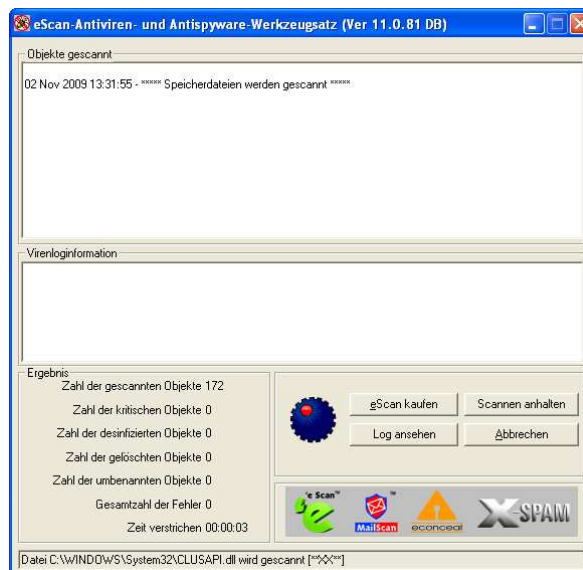 eScan-Antiviren- und Antispyware-Werkzeugsatz (Ver 11.0.81 DB)
Objekte gescannt
02 Nov 2009 13:31:55 - ***** Speicherdateien werden gescannt *****
Virenloginformation
Ergebnis
Zahl der gescannten Objekte 172
Zahl der kritischen Objekte 0
Zahl der desinfizierten Objekte 0
Zahl der gelöschten Objekte 0
Zahl der umbenannten Objekte 0
Gesamtzahl der Fehler 0
Zeit verstrichen 00:00:03
eScan kaufen
Scannen anhalten
Log ansehen
Abbrechen
e Scan™
MailScan ™
econceal
X-SPAM
Datei C:\WINDOWS\System32\CLUSAPI.dll wird gescannt [**XX**]